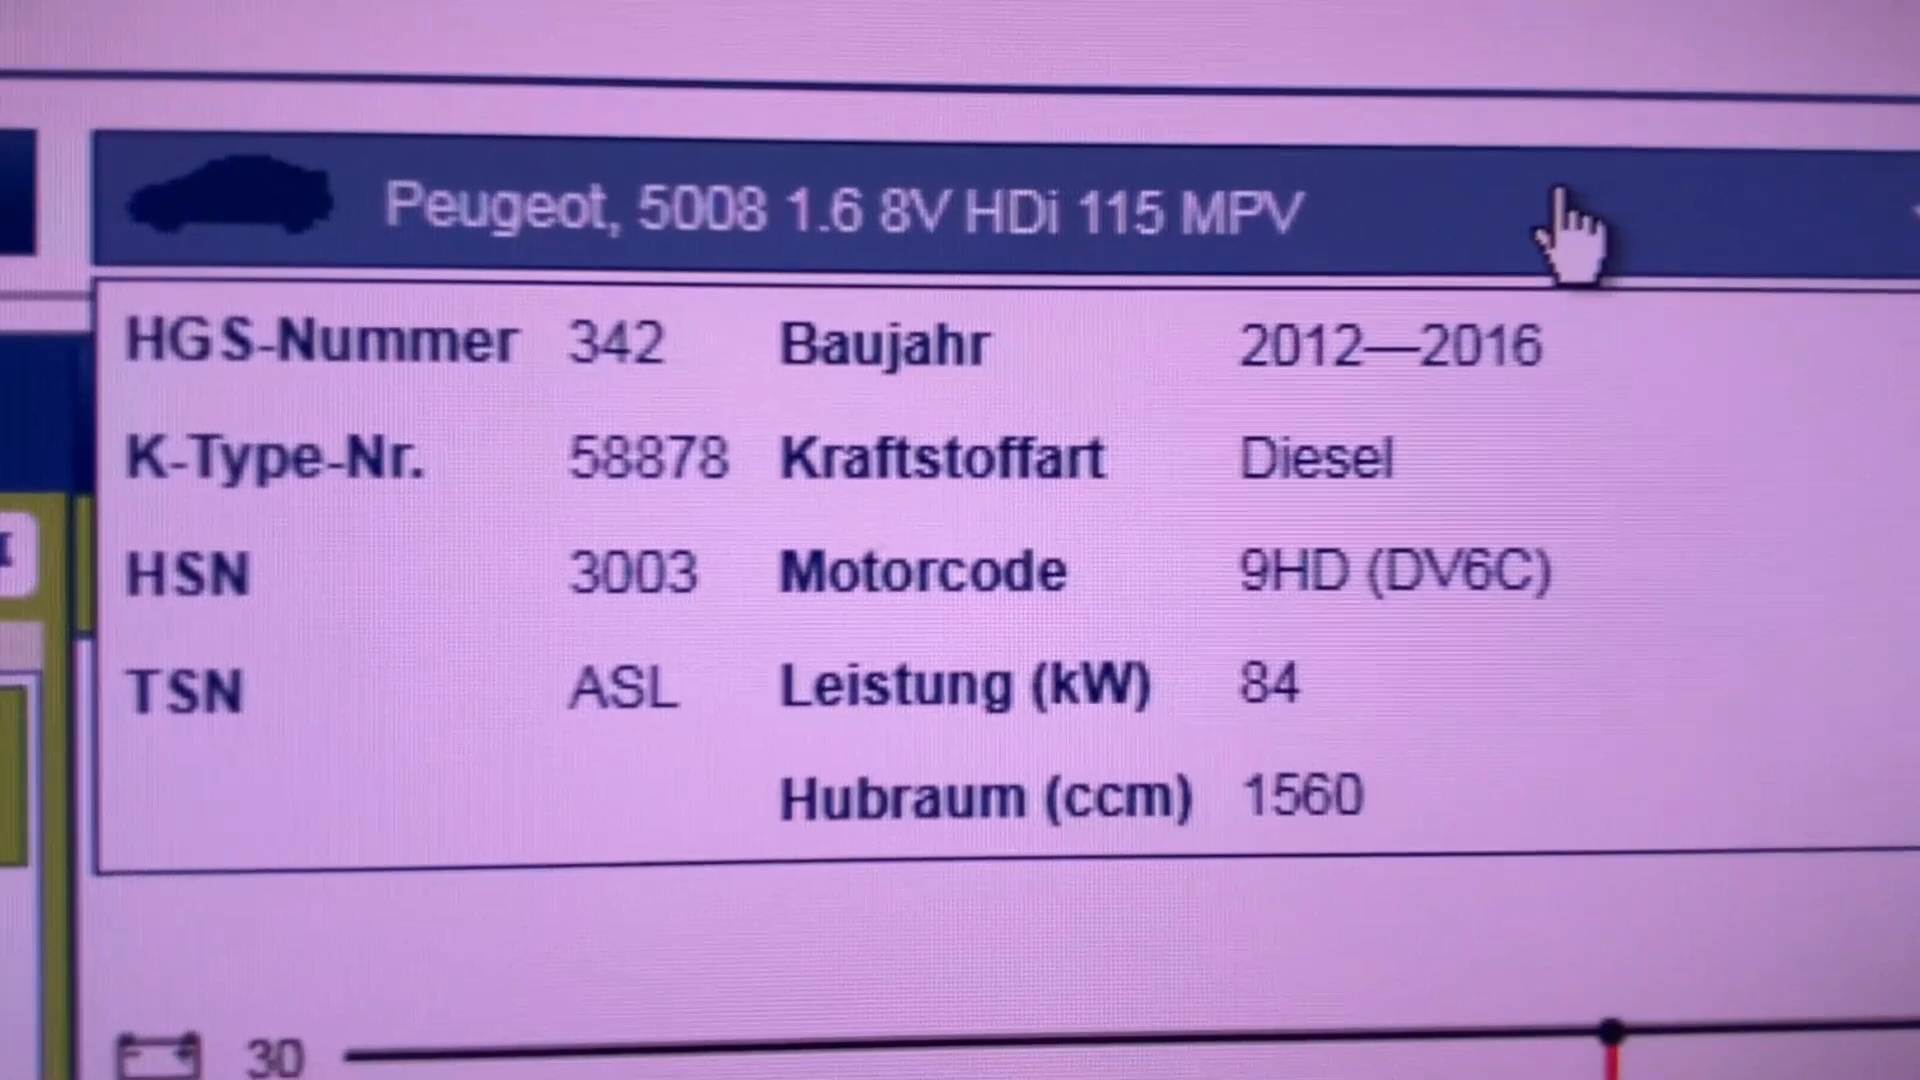 Peugeot, 5008 1.6 8V HDi 115 MPV
HGS-Nummer 342 Baujahr 2012—2016
K-Type-Nr. 58878 Kraftstoffart Diesel
HSN 3003 Motorcode 9HD (DV6C)
TSN ASL Leistung (kW) 84
Hubraum (ccm) 1560
30